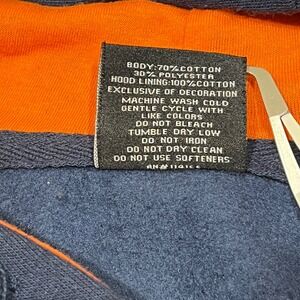 BODY: 70% COTTON
30% POLYESTER
HOOD LINING: 100% COTTON
EXCLUSIVE OF DECORATION
MACHINE WASH COLD
GENTLE CYCLE WITH
LIKE COLORS
DO NOT BLEACH
TUMBLE DRY LOW
DO NOT IRON
DO NOT DRY CLEAN
DO NOT USE SOFTENERS